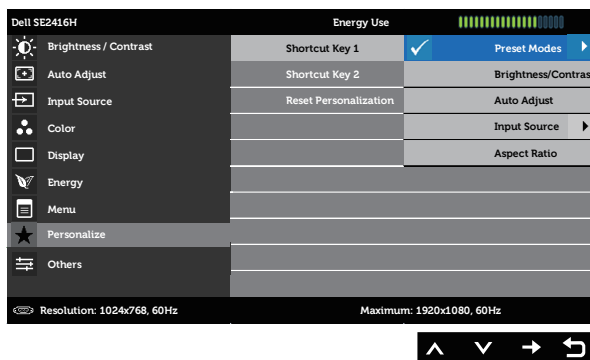 Dell SE2416H Energy Use
Brightness / Contrast
Auto Adjust
Input Source
Color
Display
Energy
Menu
Personalize
Others
Shortcut Key 1
Shortcut Key 2
Reset Personalization
Preset Modes
Brightness/Contras
Auto Adjust
Input Source
Aspect Ratio
Resolution: 1024x768, 60Hz Maximum: 1920x1080, 60Hz